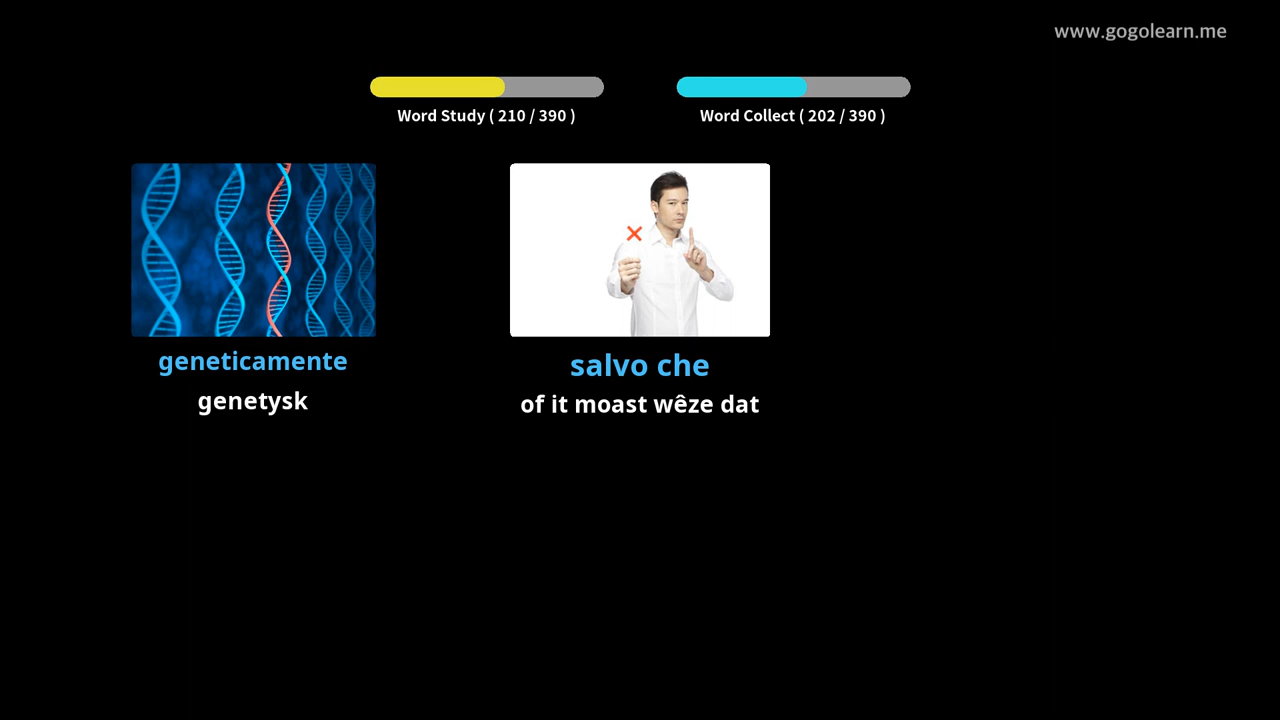 www.gogolearn.me
Word Study ( 210 / 390 )
Word Collect ( 202 / 390 )
geneticamente
genetysk
salvo che
of it moast wêze dat